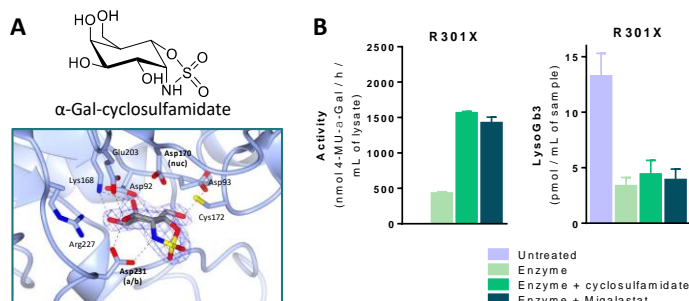 A
OH
OH
HO
HO
OH
O
O
S
O
O
NH
α-Gal-cyclosulfamidate
Glu203
Asp170
(nuc)
Lys168
Asp92
Asp93
Cys172
Arg227
Asp231
(a/b)
B
R301X
2500
2000
1500
1000
500
0
Activity
(nmol 4-MU-a-Gal / h /
mL of lysate)
R301X
15
10
5
0
LysoGb3
(pmol / mL of sample)
Untreated
Enzyme
Enzyme + cyclosulfamidate
Enzyme + Migalastat